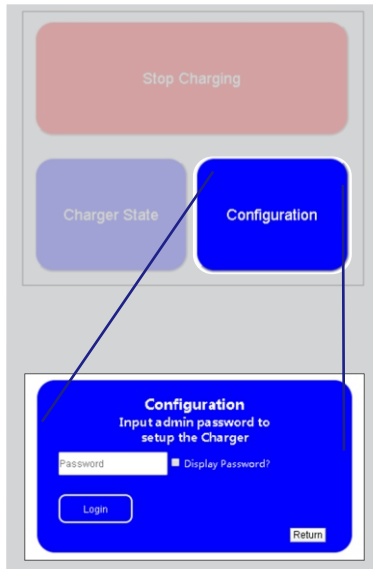 Stop Charging
Charger State
Configuration
Configuration
Input admin password to
setup the Charger
Password
Display Password?
Login
Return